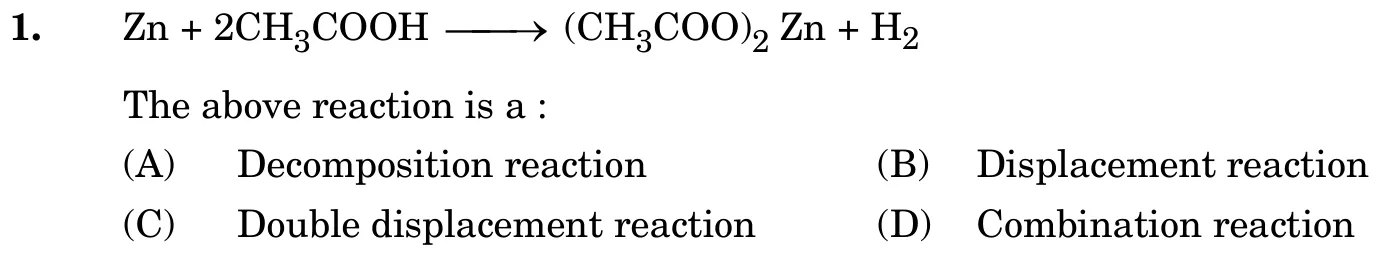 1. Zn + 2CH₃COOH ⟶ (CH₃COO)₂ Zn + H₂
The above reaction is a :
(A) Decomposition reaction (B) Displacement reaction
(C) Double displacement reaction (D) Combination reaction